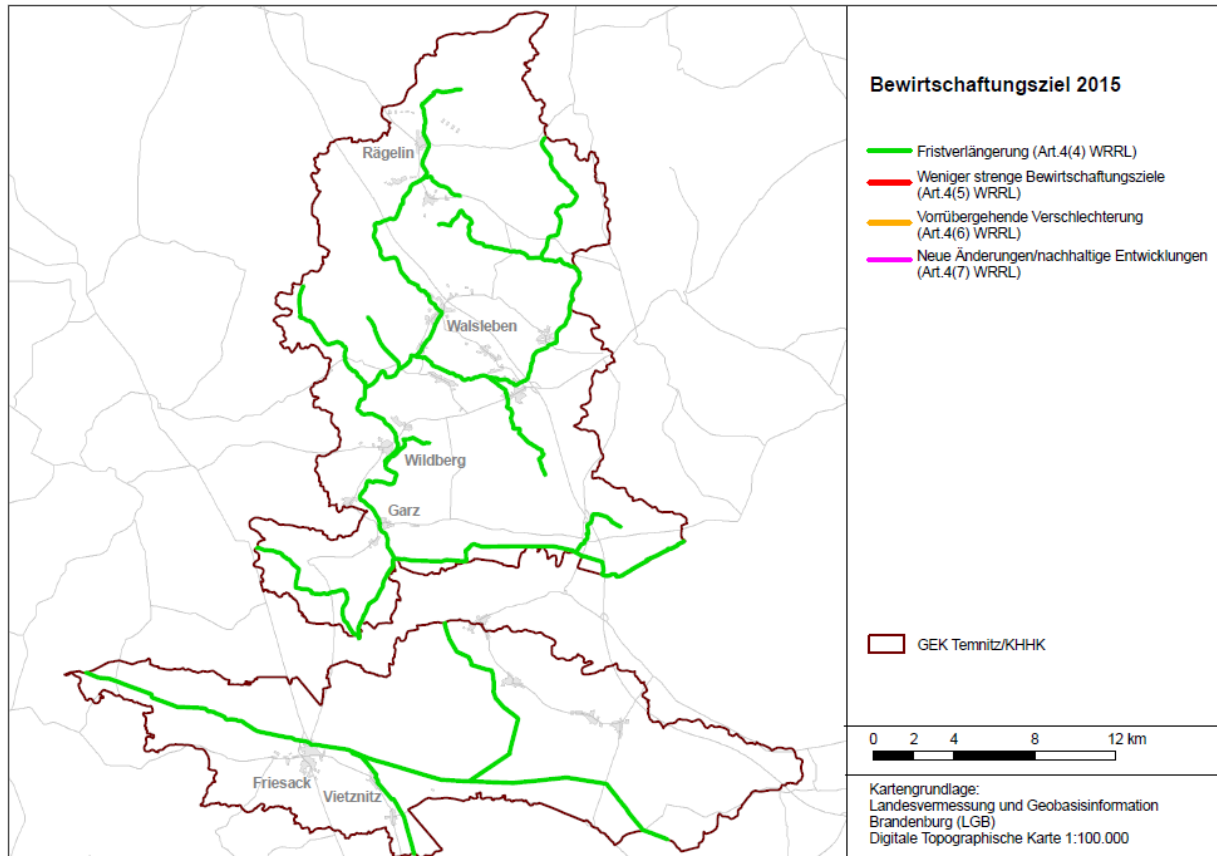 Rägelin
Walsleben
Wildberg
Garz
Friesack
Vietznitz
Bewirtschaftungsziel 2015
Fristverlängerung (Art.4(4) WRRL)
Weniger strenge Bewirtschaftungsziele
(Art.4(5) WRRL)
Vorrübergehende Verschlechterung
(Art.4(6) WRRL)
Neue Änderungen/nachhaltige Entwicklungen
(Art.4(7) WRRL)
GEK Temnitz/KHHK
0 2 4 8 12 km
Kartengrundlage:
Landesvermessung und Geobasisinformation
Brandenburg (LGB)
Digitale Topographische Karte 1:100.000